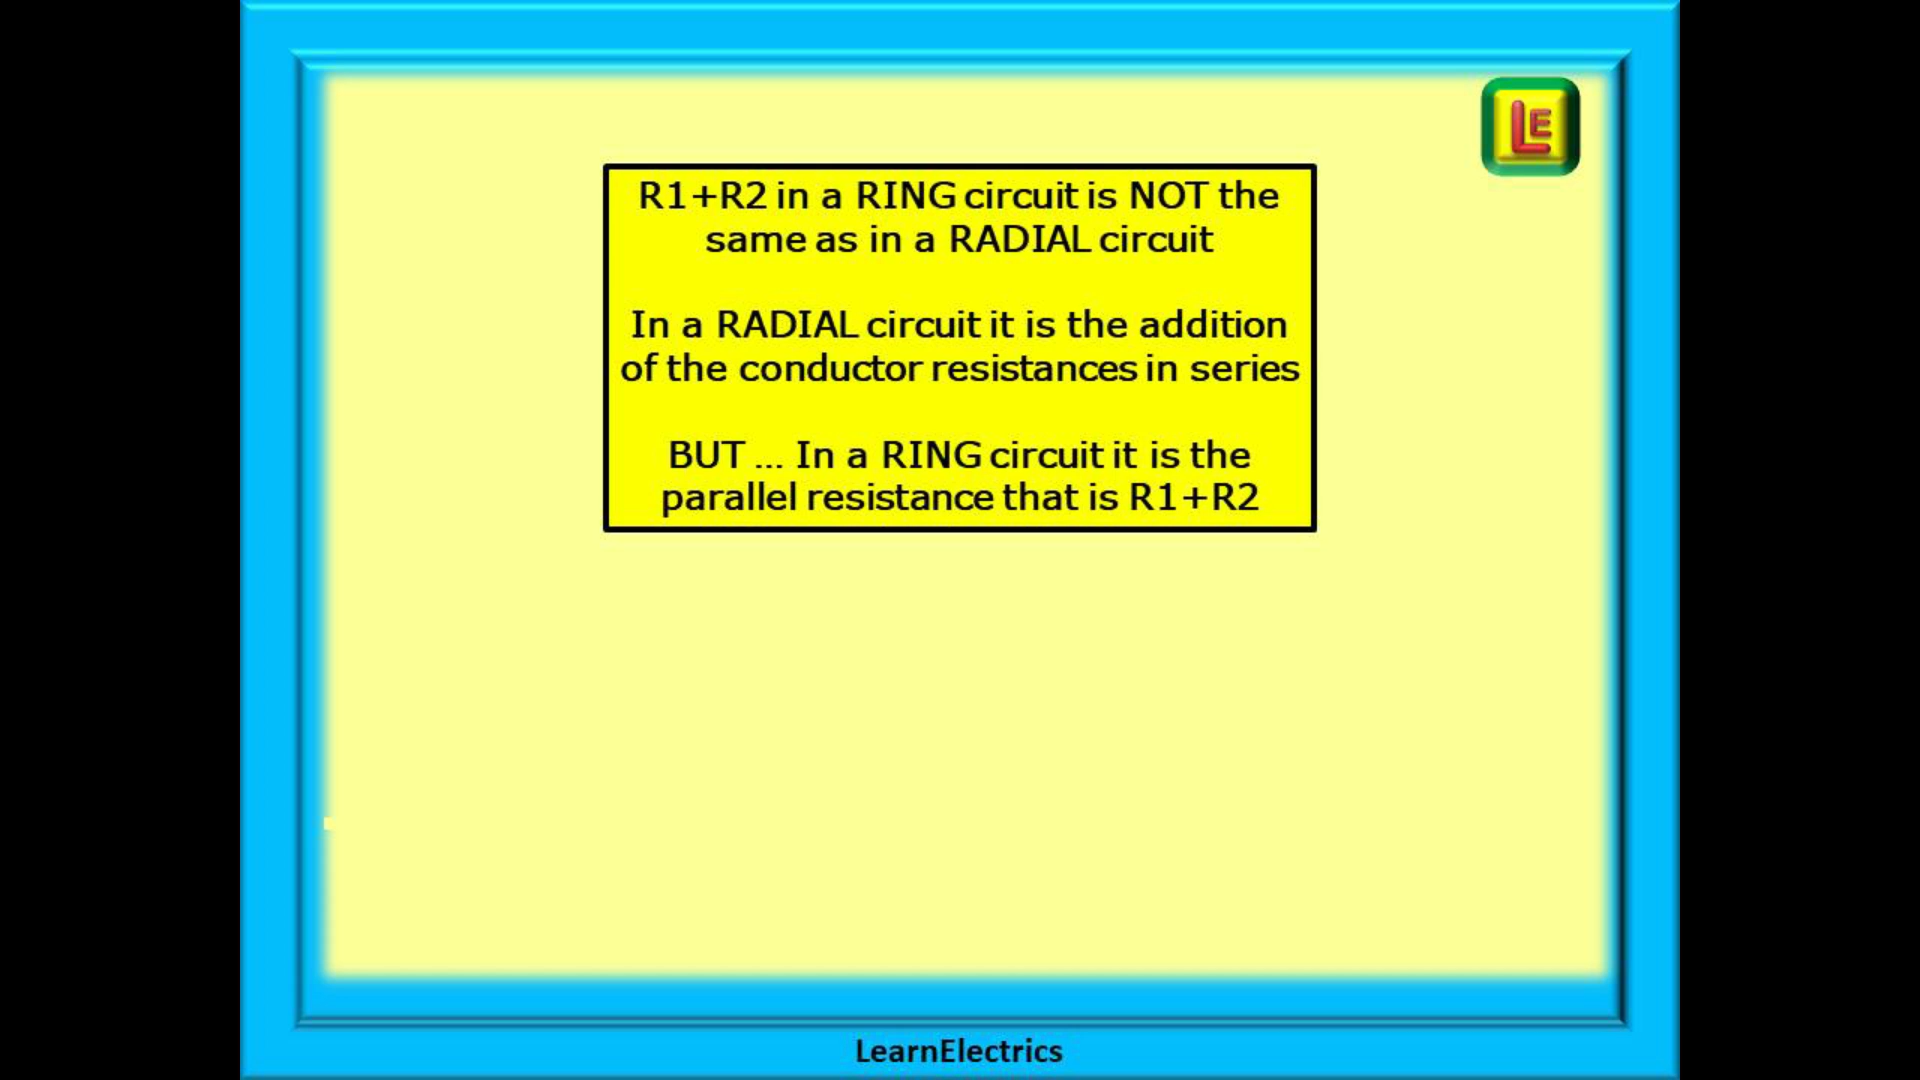 LE
R1+R2 in a RING circuit is NOT the
same as in a RADIAL circuit
In a RADIAL circuit it is the addition
of the conductor resistances in series
BUT ... In a RING circuit it is the
parallel resistance that is R1+R2
LearnElectrics